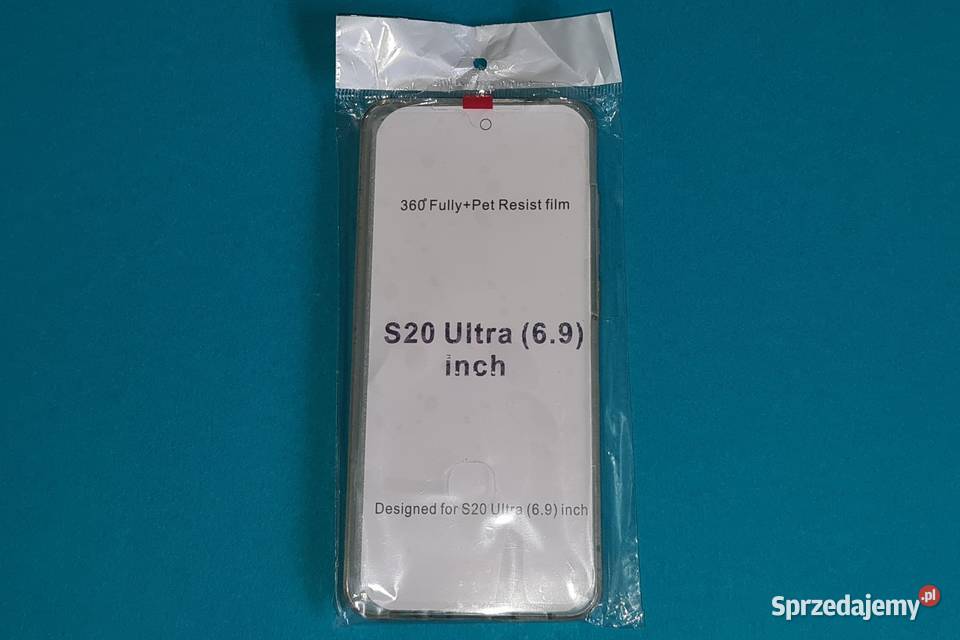 360° Fully+Pet Resist film
S20 Ultra (6.9)
inch
Designed for S20 Ultra (6.9) inch
Sprzedajemy.pl